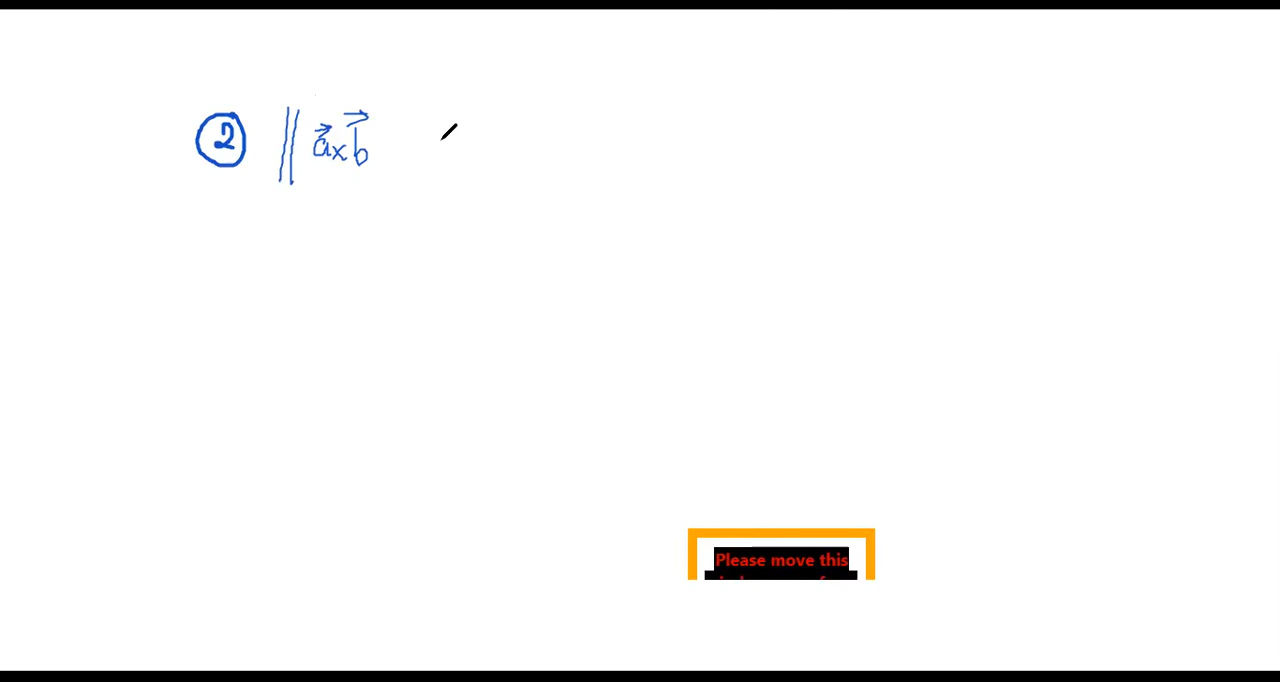 ② || a⃗ x b⃗
Please move this